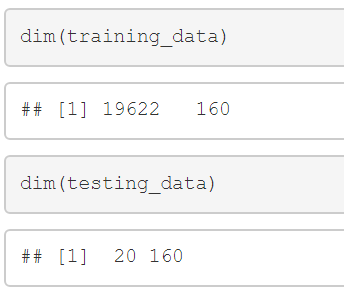 dim(training_data)
## [1] 19622   160
dim(testing_data)
## [1]  20 160